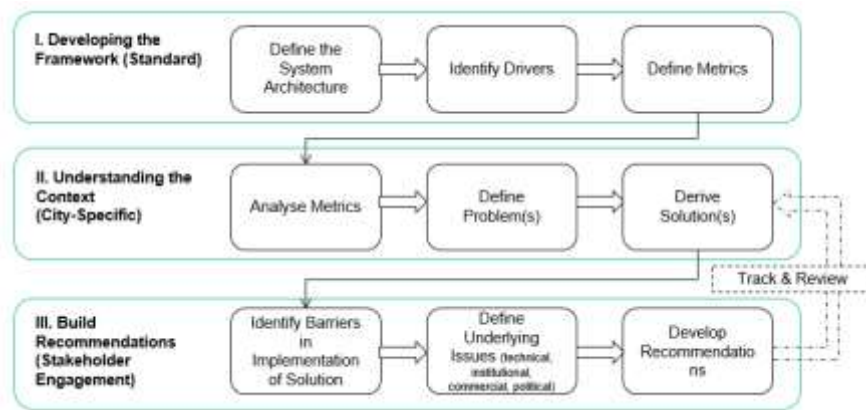 I. Developing the
Framework (Standard)
Define the
System
Architecture
Identify Drivers
Define Metrics
II. Understanding the
Context
(City-Specific)
Analyse Metrics
Define
Problem(s)
Derive
Solution(s)
Track & Review
III. Build
Recommendations
(Stakeholder
Engagement)
Identify Barriers
in
Implementation
of Solution
Define
Underlying
Issues (technical,
institutional,
commercial, political)
Develop
Recommendatio
ns